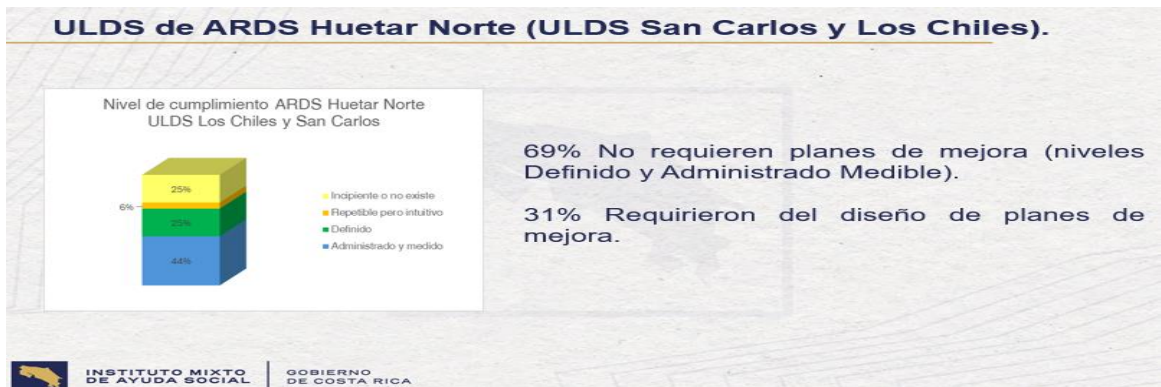 ULDS de ARDS Huetar Norte (ULDS San Carlos y Los Chiles).
Nivel de cumplimiento ARDS Huetar Norte
ULDS Los Chiles y San Carlos
25%
6%
25%
44%
Incipiente o no existe
Repetible pero intuitivo
Definido
Administrado y medido
69% No requieren planes de mejora (niveles
Definido y Administrado Medible).
31% Requirieron del diseño de planes de
mejora.
INSTITUTO MIXTO
DE AYUDA SOCIAL
GOBIERNO
DE COSTA RICA